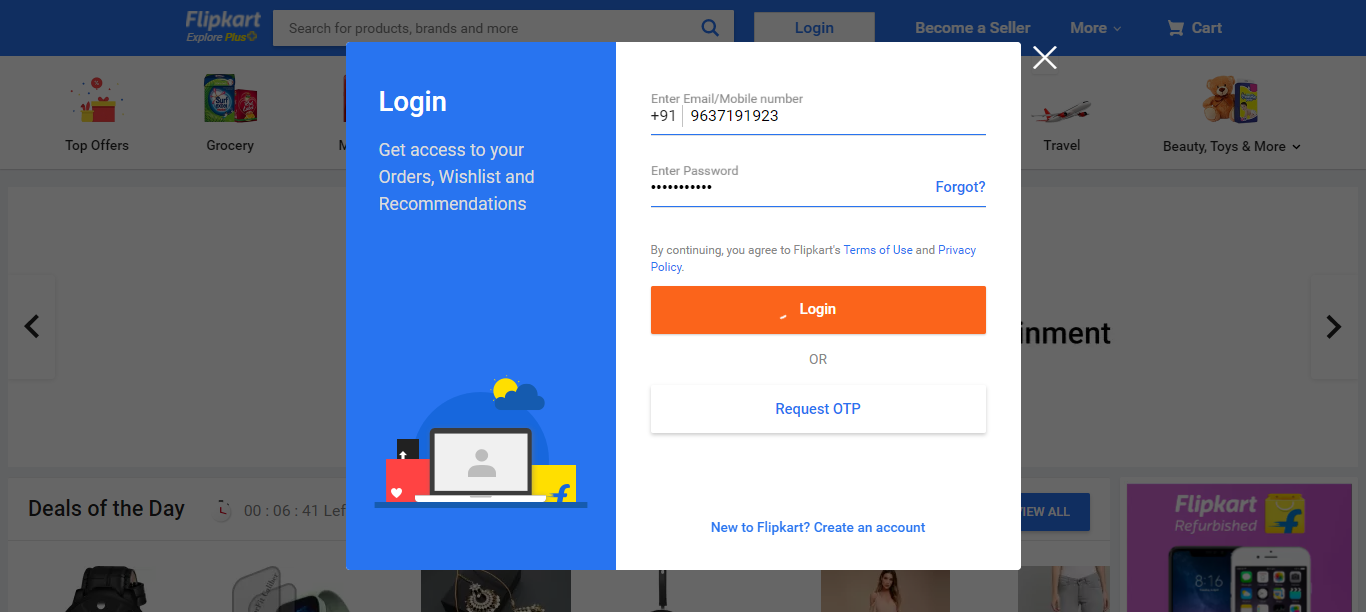 Flipkart
Explore Plus
Search for products, brands and more
Login
Become a Seller
More
Cart
Top Offers
Grocery
M
Travel
Beauty, Toys & More
Login
Get access to your
Orders, Wishlist and
Recommendations
Enter Email/Mobile number
+91 9637191923
Enter Password
Forgot?
By continuing, you agree to Flipkart's Terms of Use and Privacy
Policy.
Login
OR
Request OTP
New to Flipkart? Create an account
inment
Deals of the Day
00 : 06 : 41 Lef
VIEW ALL
Flipkart
Refurbished
8:16